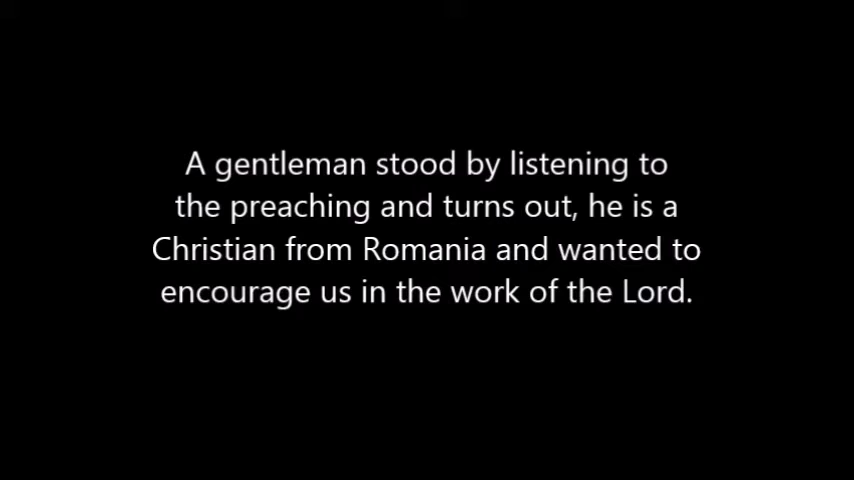 A gentleman stood by listening to
the preaching and turns out, he is a
Christian from Romania and wanted to
encourage us in the work of the Lord.